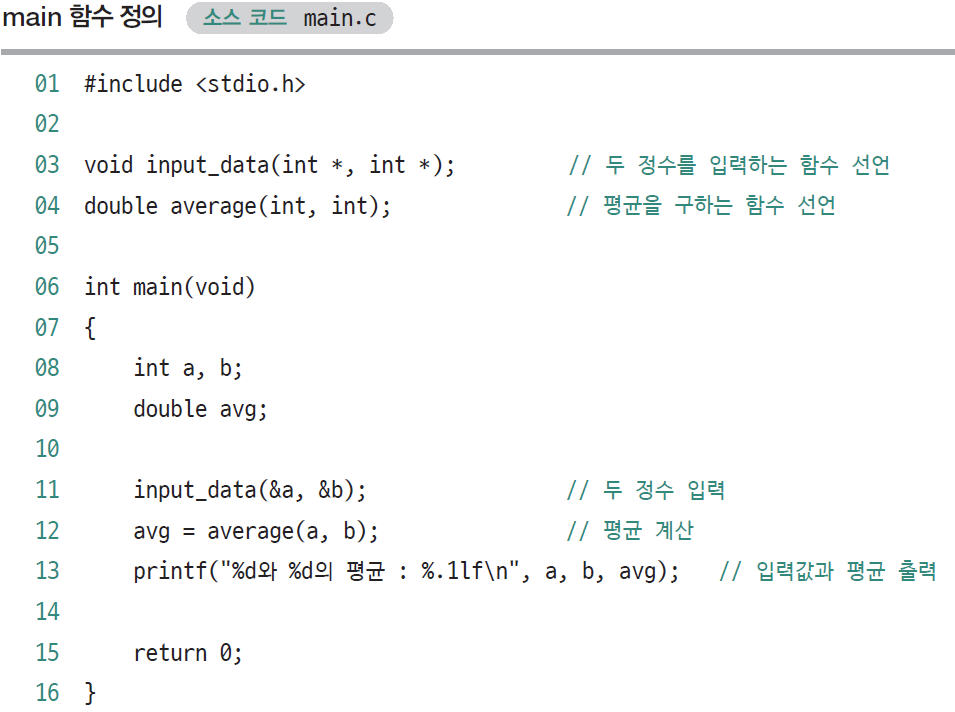 main 함수 정의 소스 코드 main.c
01 #include <stdio.h>
02
03 void input_data(int *, int *); // 두 정수를 입력하는 함수 선언
04 double average(int, int); // 평균을 구하는 함수 선언
05
06 int main(void)
07 {
08 int a, b;
09 double avg;
10
11 input_data(&a, &b); // 두 정수 입력
12 avg = average(a, b); // 평균 계산
13 printf("%d와 %d의 평균 : %.1lf\n", a, b, avg); // 입력값과 평균 출력
14
15 return 0;
16 }